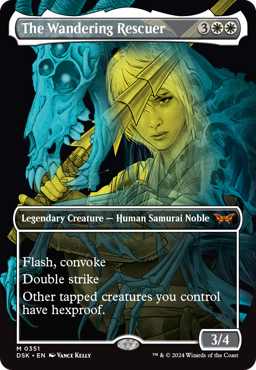 The Wandering Rescuer 3
Legendary Creature — Human Samurai Noble
Flash, convoke
Double strike
Other tapped creatures you control
have hexproof.
3/4
M 0351
DSK • EN Vance Kelly ™ & © 2024 Wizards of the Coast